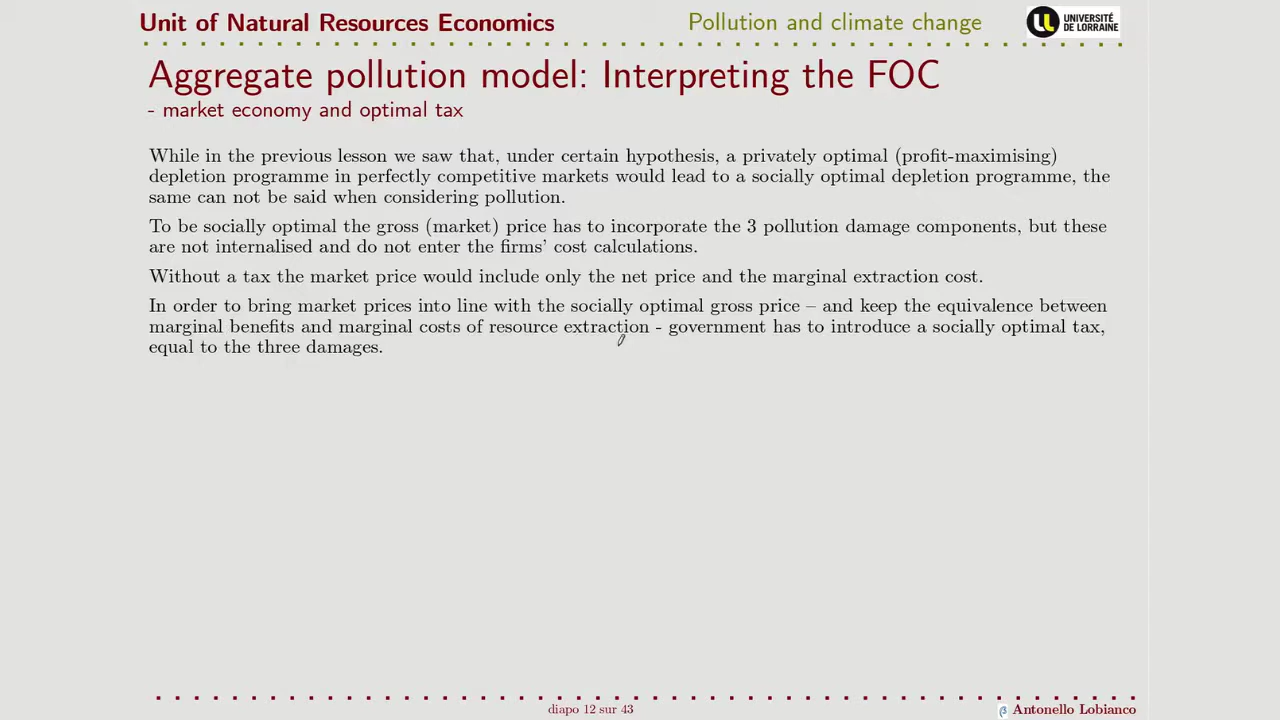 Unit of Natural Resources Economics
Pollution and climate change
UNIVERSITÉ
DE LORRAINE
Aggregate pollution model: Interpreting the FOC
- market economy and optimal tax
While in the previous lesson we saw that, under certain hypothesis, a privately optimal (profit-maximising)
depletion programme in perfectly competitive markets would lead to a socially optimal depletion programme, the
same can not be said when considering pollution.
To be socially optimal the gross (market) price has to incorporate the 3 pollution damage components, but these
are not internalised and do not enter the firms' cost calculations.
Without a tax the market price would include only the net price and the marginal extraction cost.
In order to bring market prices into line with the socially optimal gross price – and keep the equivalence between
marginal benefits and marginal costs of resource extraction - government has to introduce a socially optimal tax,
equal to the three damages.
diapo 12 sur 43
β Antonello Lobianco